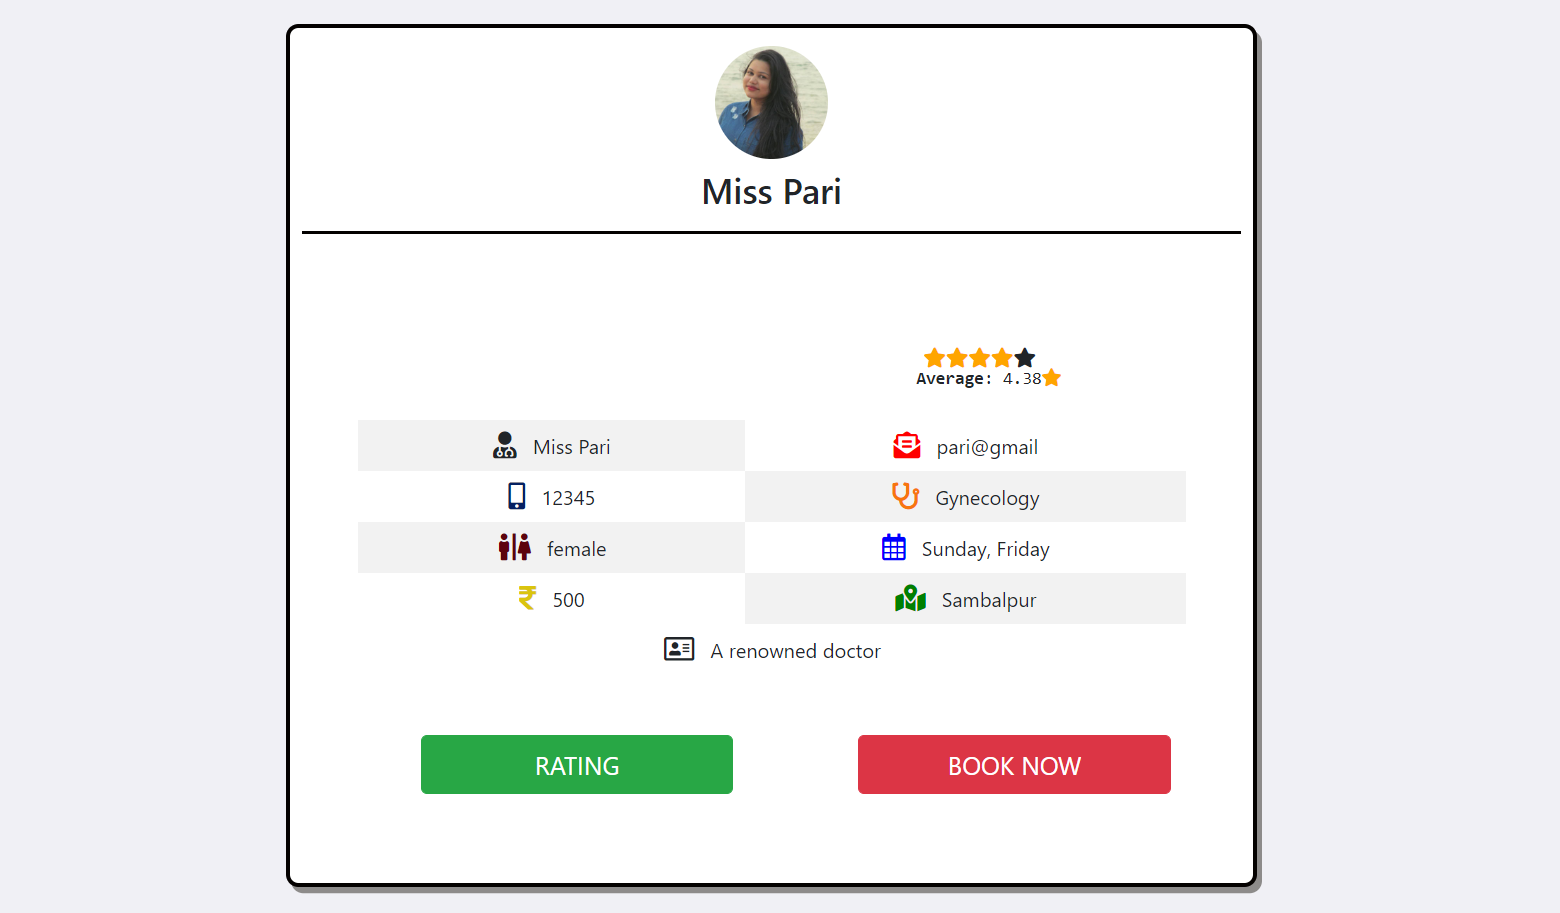 Miss Pari
Average: 4.38
Miss Pari
pari@gmail
12345
Gynecology
female
Sunday, Friday
500
Sambalpur
A renowned doctor
RATING
BOOK NOW